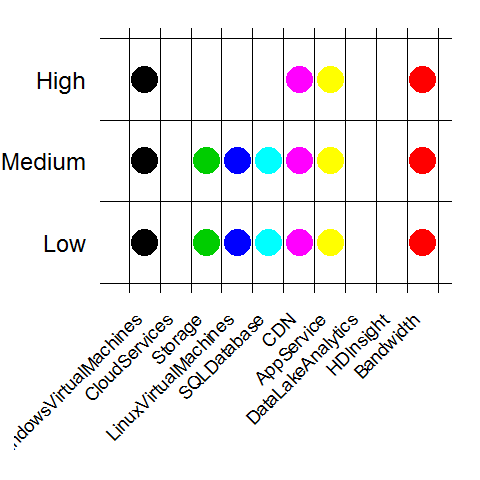 High
Medium
Low
ndowsVirtualMachines
CloudServices
Storage
LinuxVirtualMachines
SQLDatabase
CDN
AppService
DataLakeAnalytics
HDInsight
Bandwidth